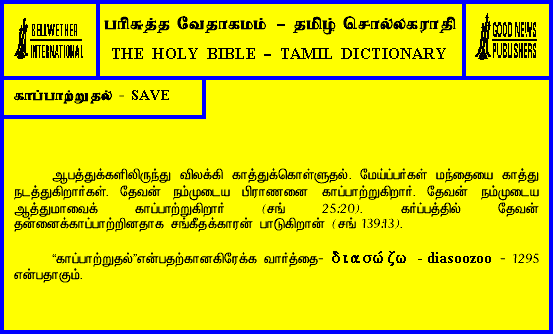 BELLWETHER
INTERNATIONAL
பரிசுத்த வேதாகமம் – தமிழ் சொல்லகராதி
THE HOLY BIBLE – TAMIL DICTIONARY
GOOD NEWS
PUBLISHERS
காப்பாற்றுதல் - SAVE
ஆபத்துக்களிலிருந்து விலக்கி காத்துக்கொள்ளுதல். மேய்ப்பர்கள் மந்தையை காத்து
நடத்துகிறார்கள். தேவன் நம்முடைய பிராணனை காப்பாற்றுகிறார். தேவன் நம்முடைய
ஆத்துமாவைக் காப்பாற்றுகிறார் (சங் 25:20). கர்ப்பத்தில் தேவன்
தன்னைக்காப்பாற்றினதாக சங்கீதக்காரன் பாடுகிறான் (சங் 139:13).
“காப்பாற்றுதல்”என்பதற்கானகிரேக்க வார்த்தை- διασώζω - diasoozoo - 1295
என்பதாகும்.